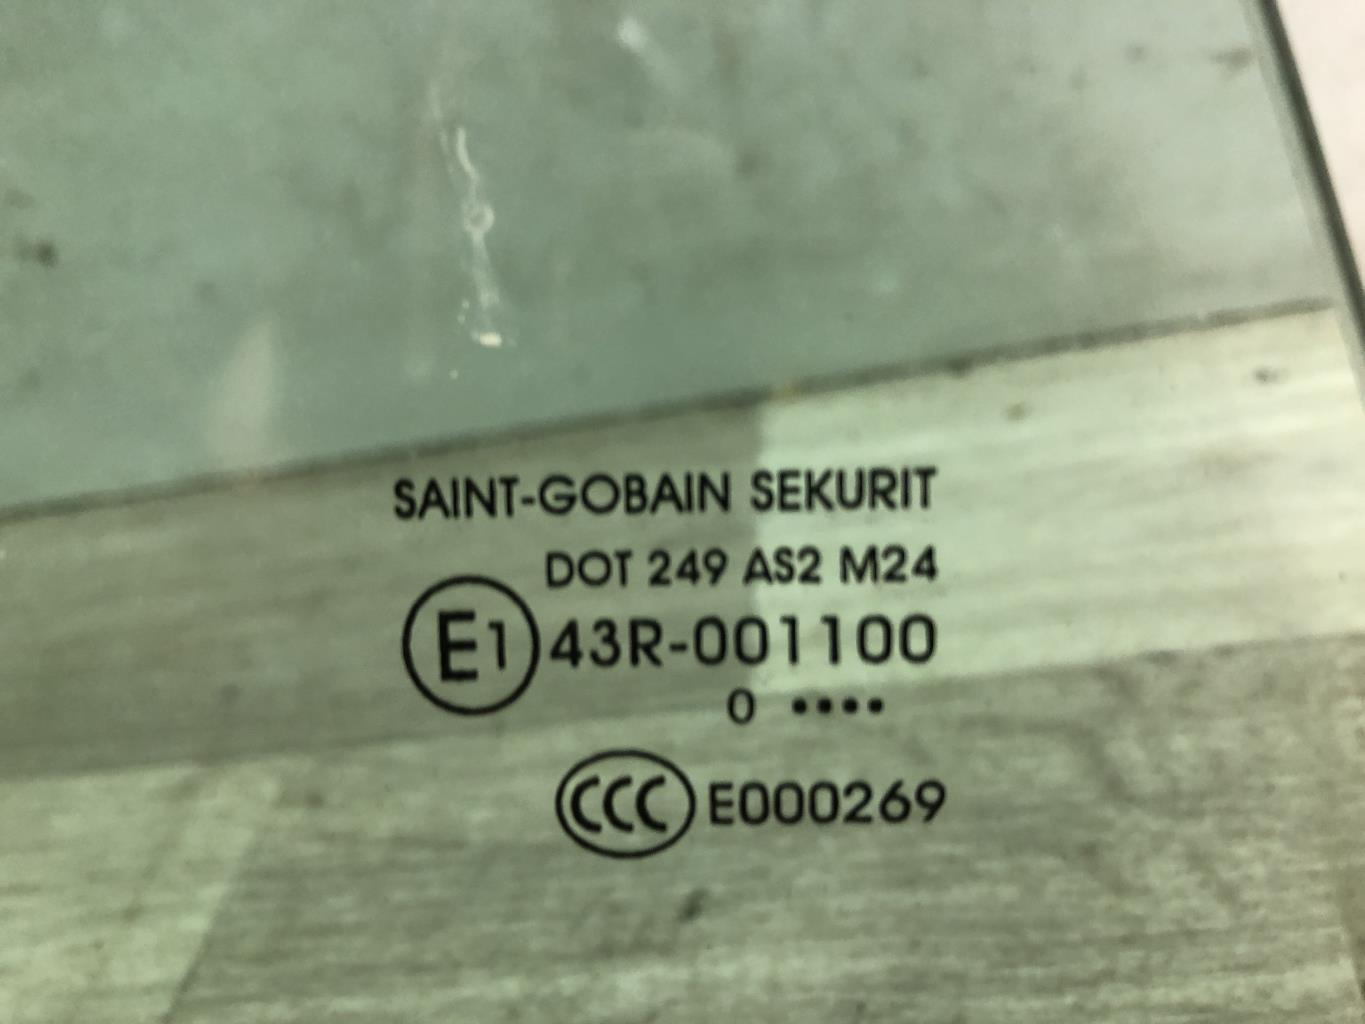 SAINT-GOBAIN SEKURIT
DOT 249 AS2 M24
E1 43R-001100
0 ••••
CCC E000269